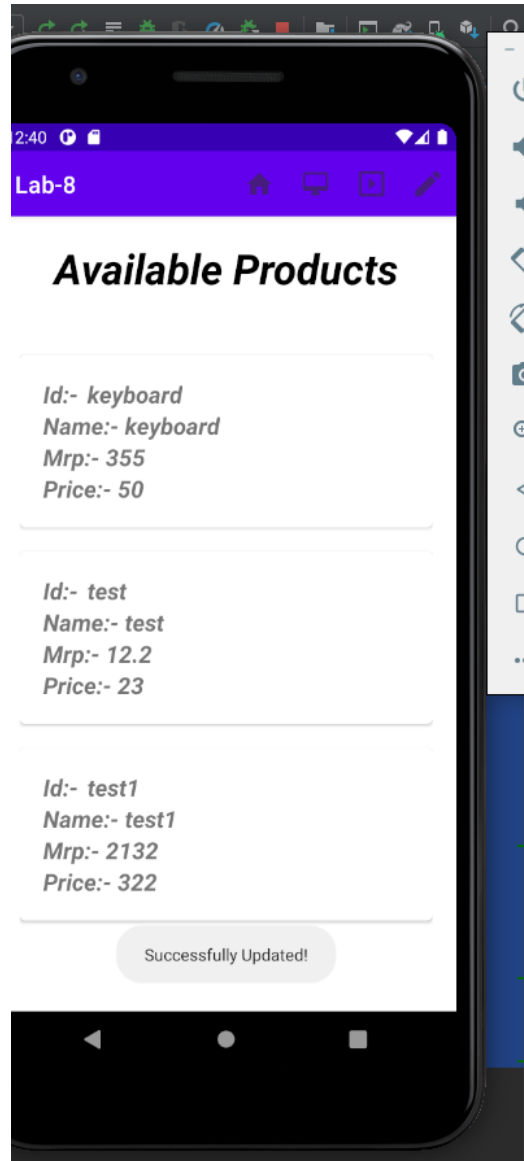 2:40
Lab-8
Available Products
Id:- keyboard
Name:- keyboard
Mrp:- 355
Price:- 50
Id:- test
Name:- test
Mrp:- 12.2
Price:- 23
Id:- test1
Name:- test1
Mrp:- 2132
Price:- 322
Successfully Updated!